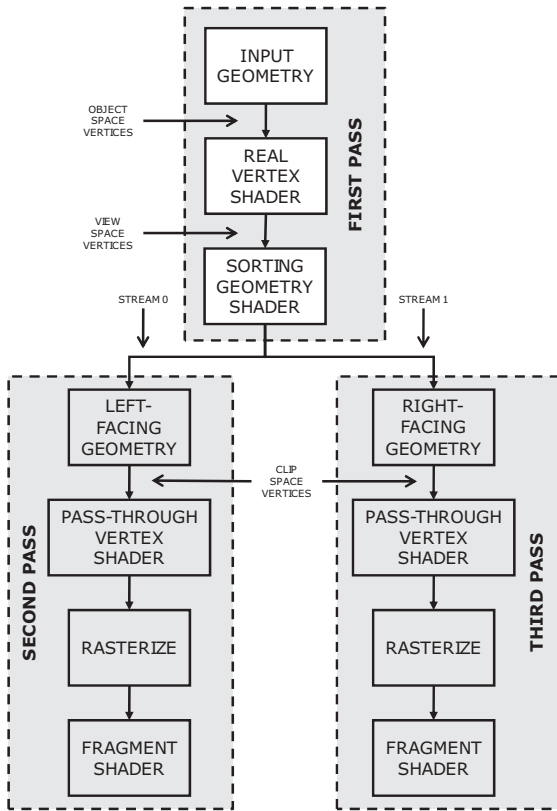 INPUT
GEOMETRY
OBJECT
SPACE
VERTICES
FIRST PASS
REAL
VERTEX
SHADER
VIEW
SPACE
VERTICES
SORTING
GEOMETRY
SHADER
STREAM 0
STREAM 1
LEFT-
FACING
GEOMETRY
RIGHT-
FACING
GEOMETRY
CLIP
SPACE
VERTICES
PASS-THROUGH
VERTEX
SHADER
PASS-THROUGH
VERTEX
SHADER
SECOND PASS
THIRD PASS
RASTERIZE
RASTERIZE
FRAGMENT
SHADER
FRAGMENT
SHADER